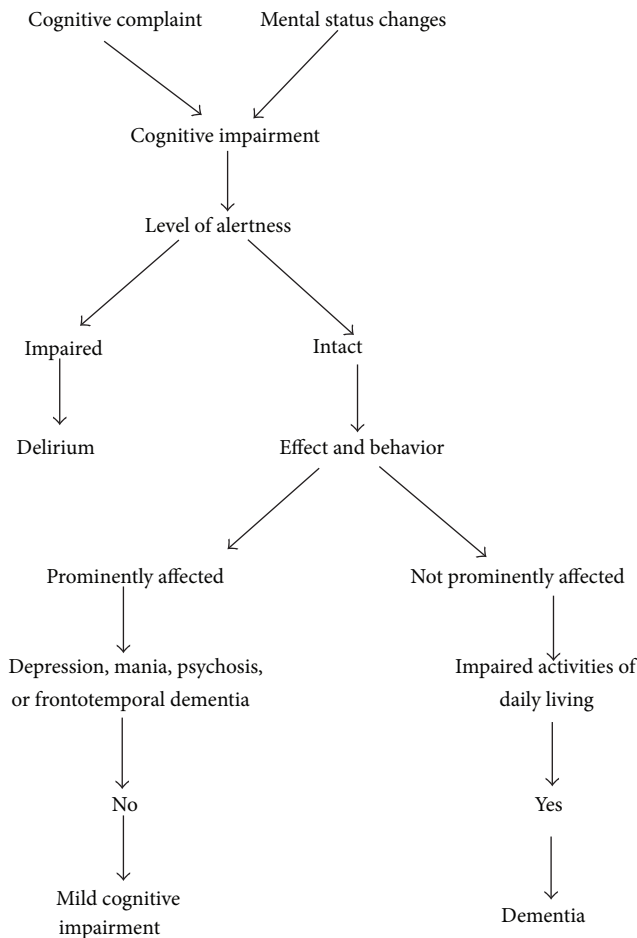 Cognitive complaint
Mental status changes
Cognitive impairment
Level of alertness
Impaired
Intact
Delirium
Effect and behavior
Prominently affected
Not prominently affected
Depression, mania, psychosis,
or frontotemporal dementia
Impaired activities of
daily living
No
Yes
Mild cognitive
impairment
Dementia